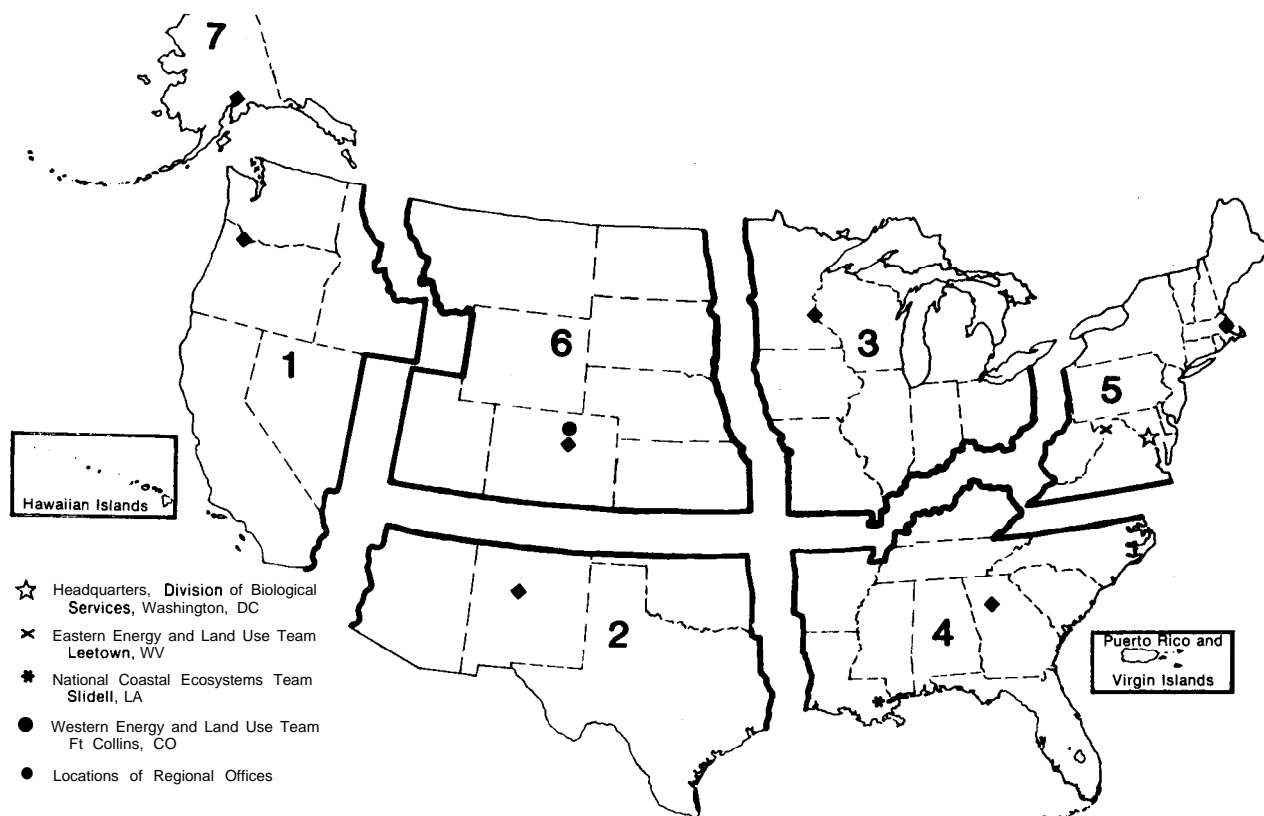 7
6
3
1
5
Hawaiian Islands
2
4
Puerto Rico and
Virgin Islands
Headquarters, Division of Biological
Services, Washington, DC
Eastern Energy and Land Use Team
Leetown, WV
National Coastal Ecosystems Team
Slidell, LA
Western Energy and Land Use Team
Ft Collins, CO
Locations of Regional Offices